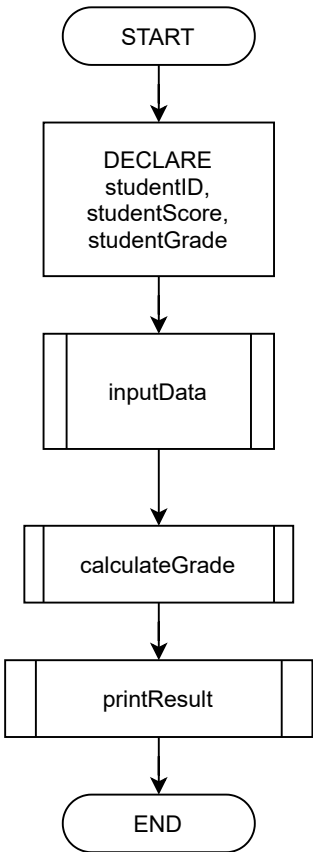 START
DECLARE
studentID,
studentScore,
studentGrade
inputData
calculateGrade
printResult
END